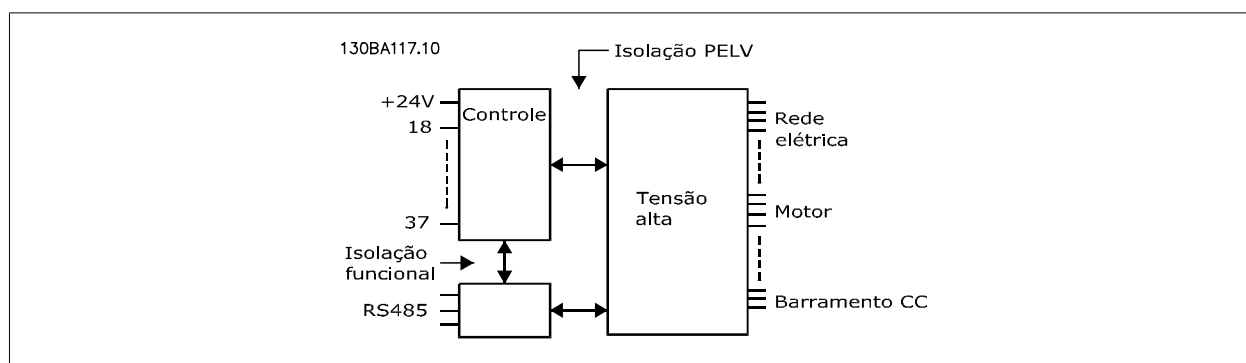 130BA117.10
Isolação PELV
+24V
Controle
18
37
Rede
elétrica
Tensão
alta
Motor
Isolação
funcional
RS485
Barramento CC